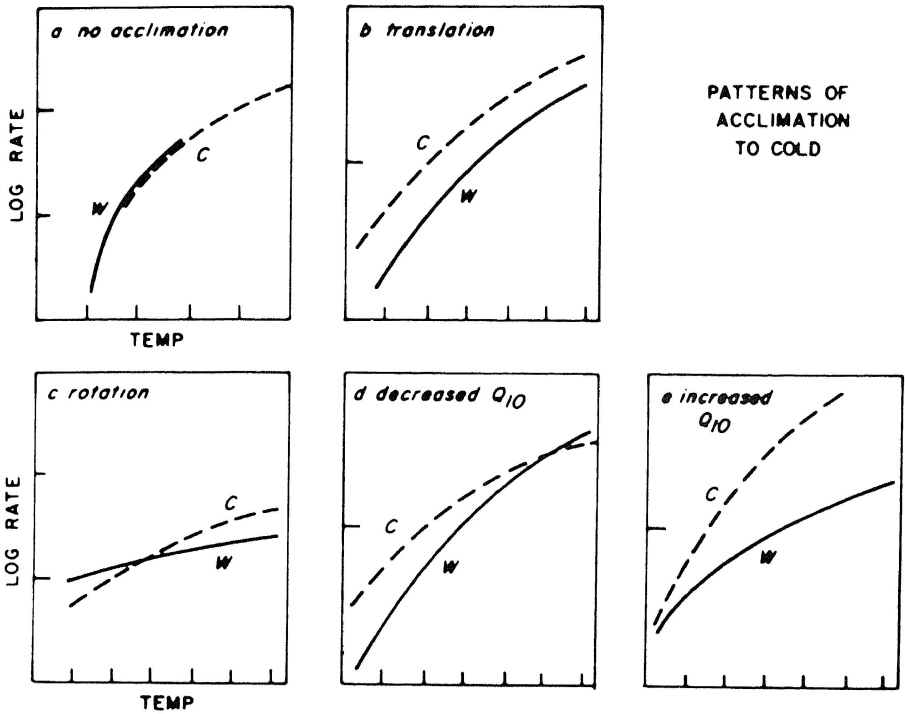 a no acclimation
b translation
PATTERNS OF
ACCLIMATION
TO COLD
LOG RATE
W
C
C
W
TEMP
c rotation
d decreased Q10
e increased
Q10
LOG RATE
C
W
C
W
C
W
TEMP